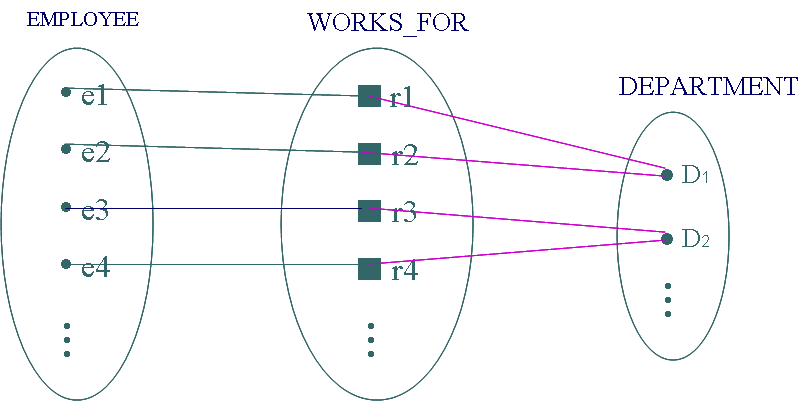 EMPLOYEE
WORKS_FOR
DEPARTMENT
e1
e2
e3
e4
r1
r2
r3
r4
D1
D2